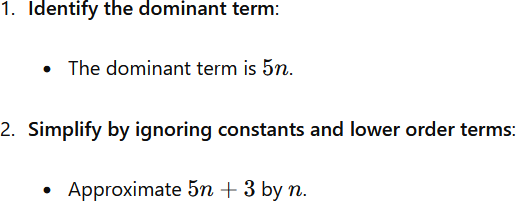 1. Identify the dominant term:
• The dominant term is 5n.
2. Simplify by ignoring constants and lower order terms:
• Approximate 5n + 3 by n.